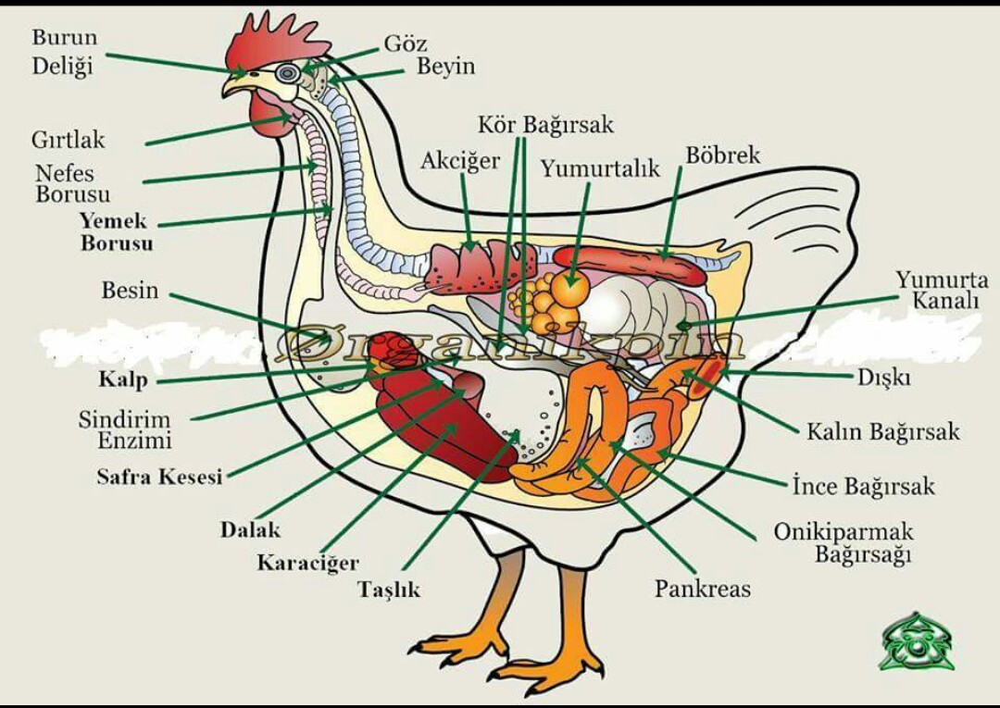 Burun
Deliği
Göz
Beyin
Kör Bağırsak
Gırtlak
Akciğer
Yumurtalık
Böbrek
Nefes
Borusu
Yemek
Borusu
Besin
Yumurta
Kanalı
Organikpin
Kalp
Dışkı
Sindirim
Enzimi
Kalın Bağırsak
Safra Kesesi
İnce Bağırsak
Dalak
Onikiparmak
Bağırsağı
Karaciğer
Taşlık
Pankreas